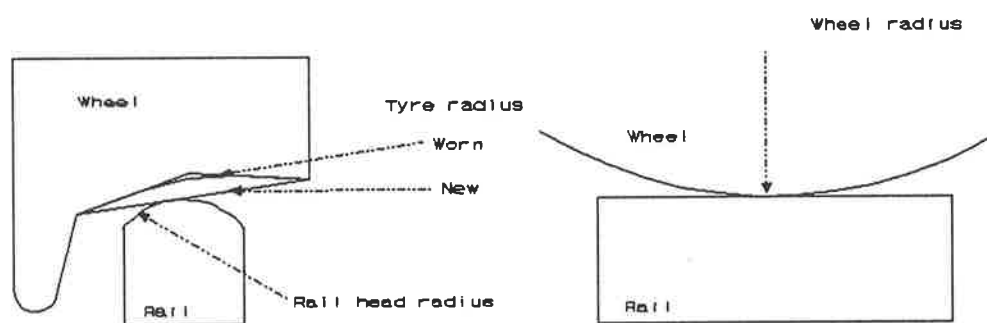 Wheel radius
Wheel
Tyre radius
Worn
Wheel
New
Rail head radius
Rail
Rail